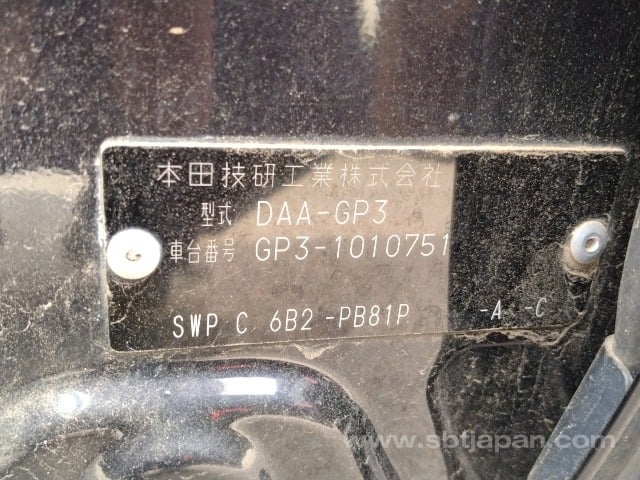 本田技研工業株式会社
型式 DAA-GP3
車台番号 GP3-1010751
SWP C 6B2-PB81P -A -C
www.sbtjapan.com